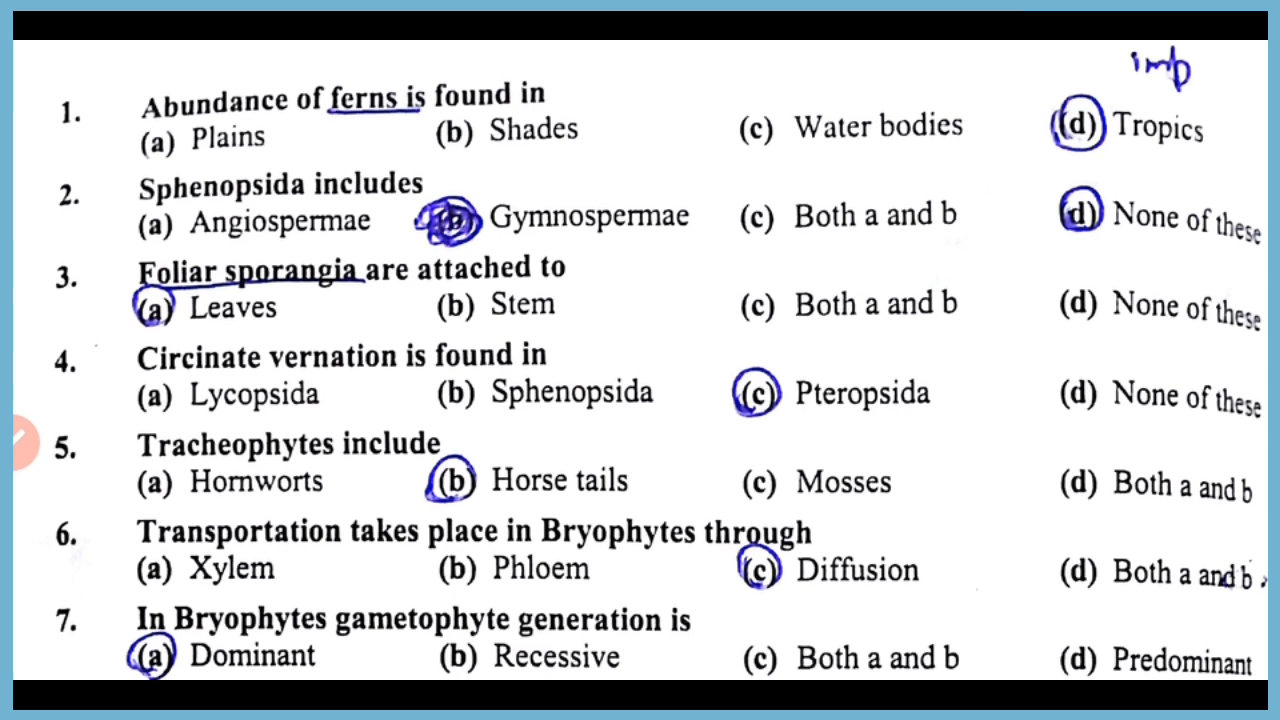 imp
1. Abundance of ferns is found in
(a) Plains (b) Shades (c) Water bodies (d) Tropics
2. Sphenopsida includes
(a) Angiospermae (b) Gymnospermae (c) Both a and b (d) None of these
3. Foliar sporangia are attached to
(a) Leaves (b) Stem (c) Both a and b (d) None of these
4. Circinate vernation is found in
(a) Lycopsida (b) Sphenopsida (c) Pteropsida (d) None of these
5. Tracheophytes include
(a) Hornworts (b) Horse tails (c) Mosses (d) Both a and b
6. Transportation takes place in Bryophytes through
(a) Xylem (b) Phloem (c) Diffusion (d) Both a and b
7. In Bryophytes gametophyte generation is
(a) Dominant (b) Recessive (c) Both a and b (d) Predominant